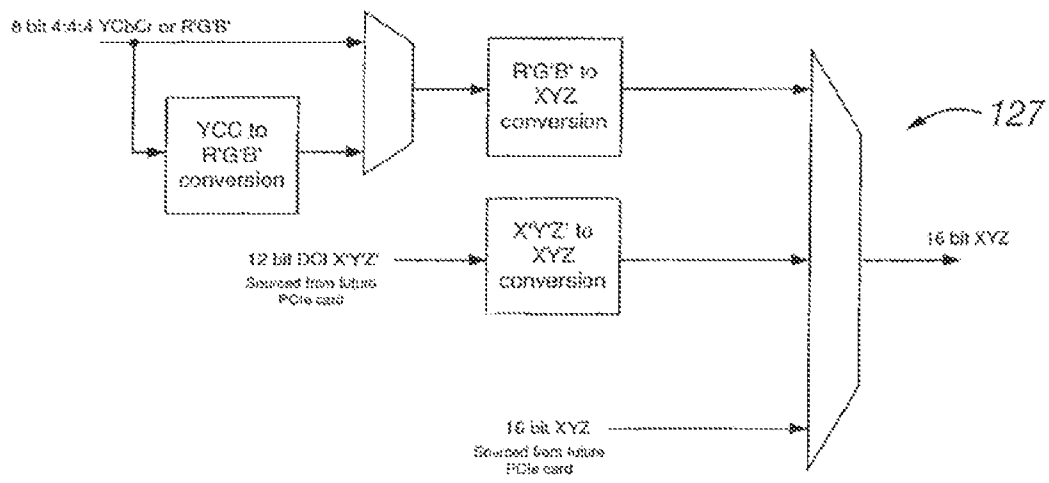 8 bit 4:4:4 YCbCr or R'G'B'
YCC to
R'G'B'
conversion
R'G'B' to
XYZ
conversion
127
12 bit DCI X'Y'Z'
Sourced from future
PCIe card
X'Y'Z' to
XYZ
conversion
16 bit XYZ
16 bit XYZ
Sourced from future
PCIe card